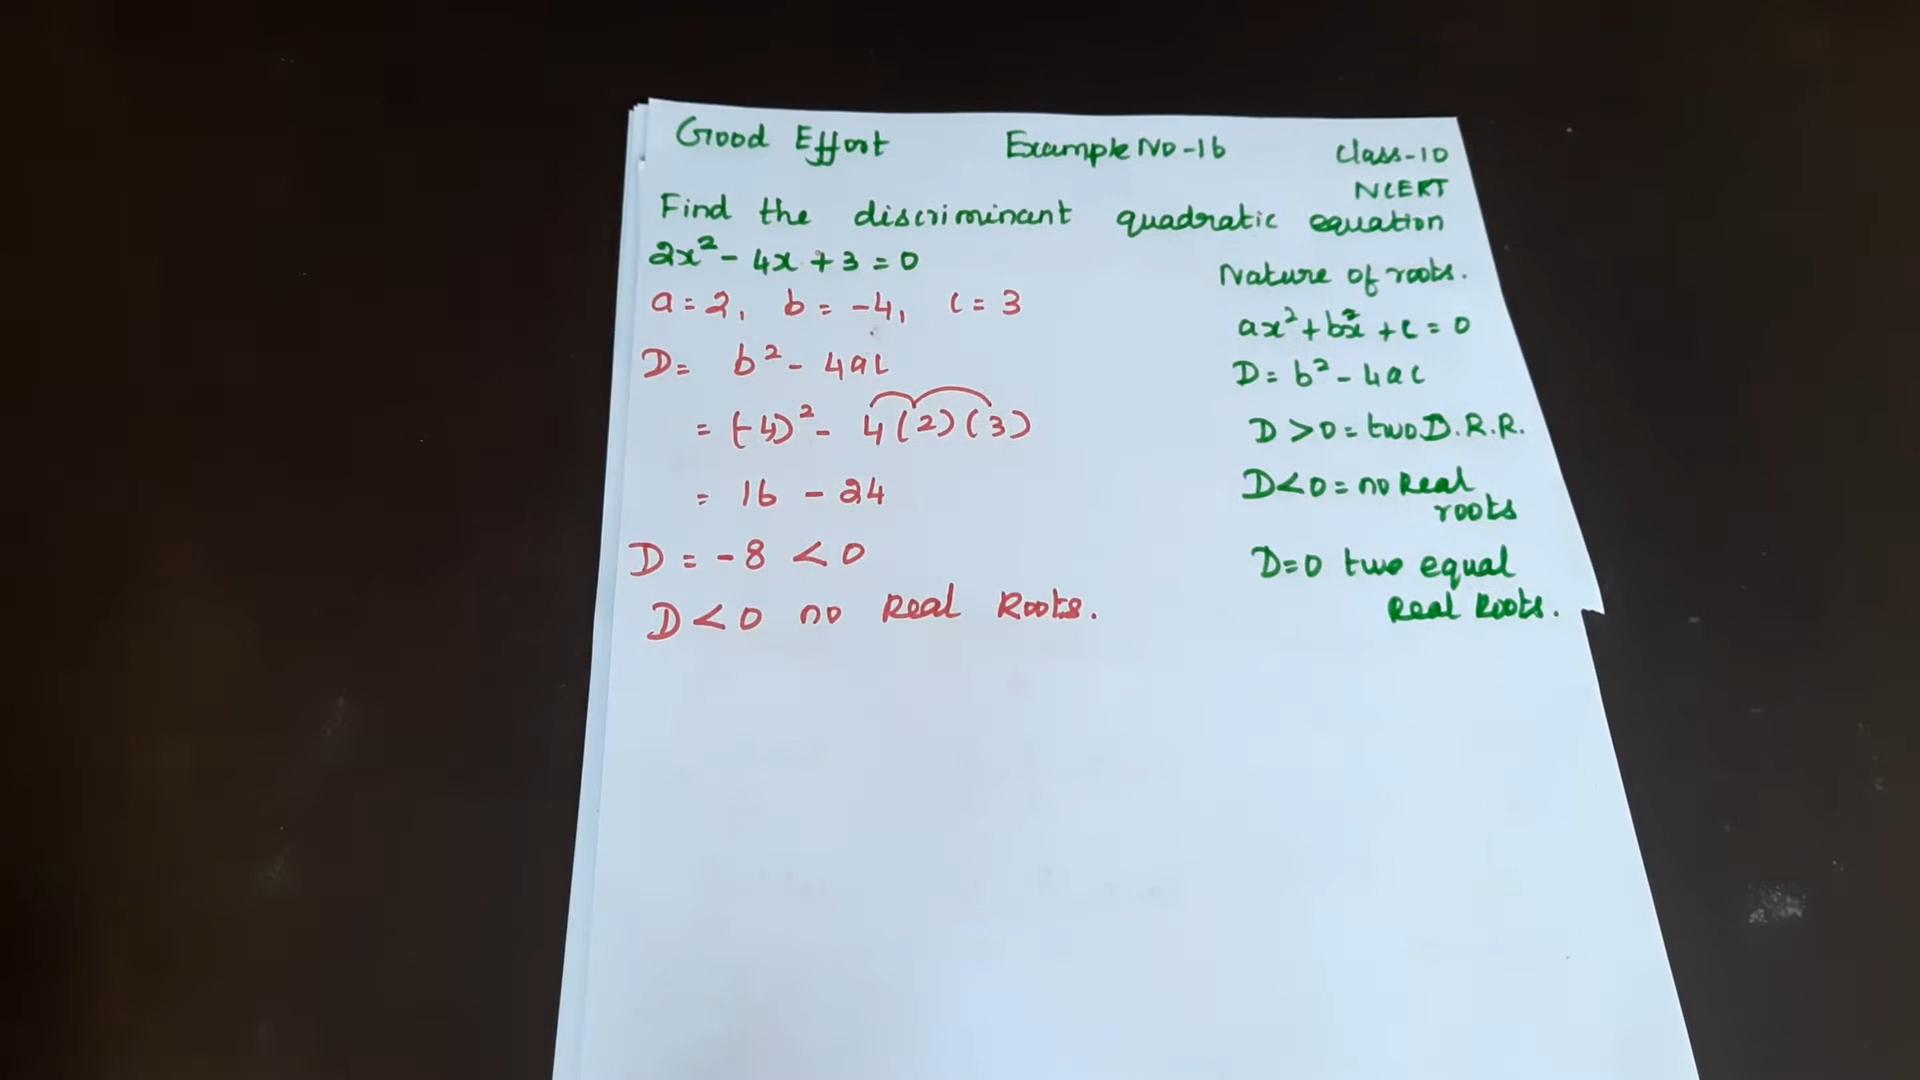 Good Effort Example No-16 Class-10
NCERT
Find the discriminant quadratic equation
2x² - 4x + 3 = 0
a = 2, b = -4, c = 3
D = b² - 4ac
= (-4)² - 4(2)(3)
= 16 - 24
D = -8 < 0
D < 0 no Real Roots.
Nature of roots.
ax² + bx + c = 0
D = b² - 4ac
D > 0 = two D.R.R.
D < 0 = no Real
roots
D = 0 two equal
Real Roots.